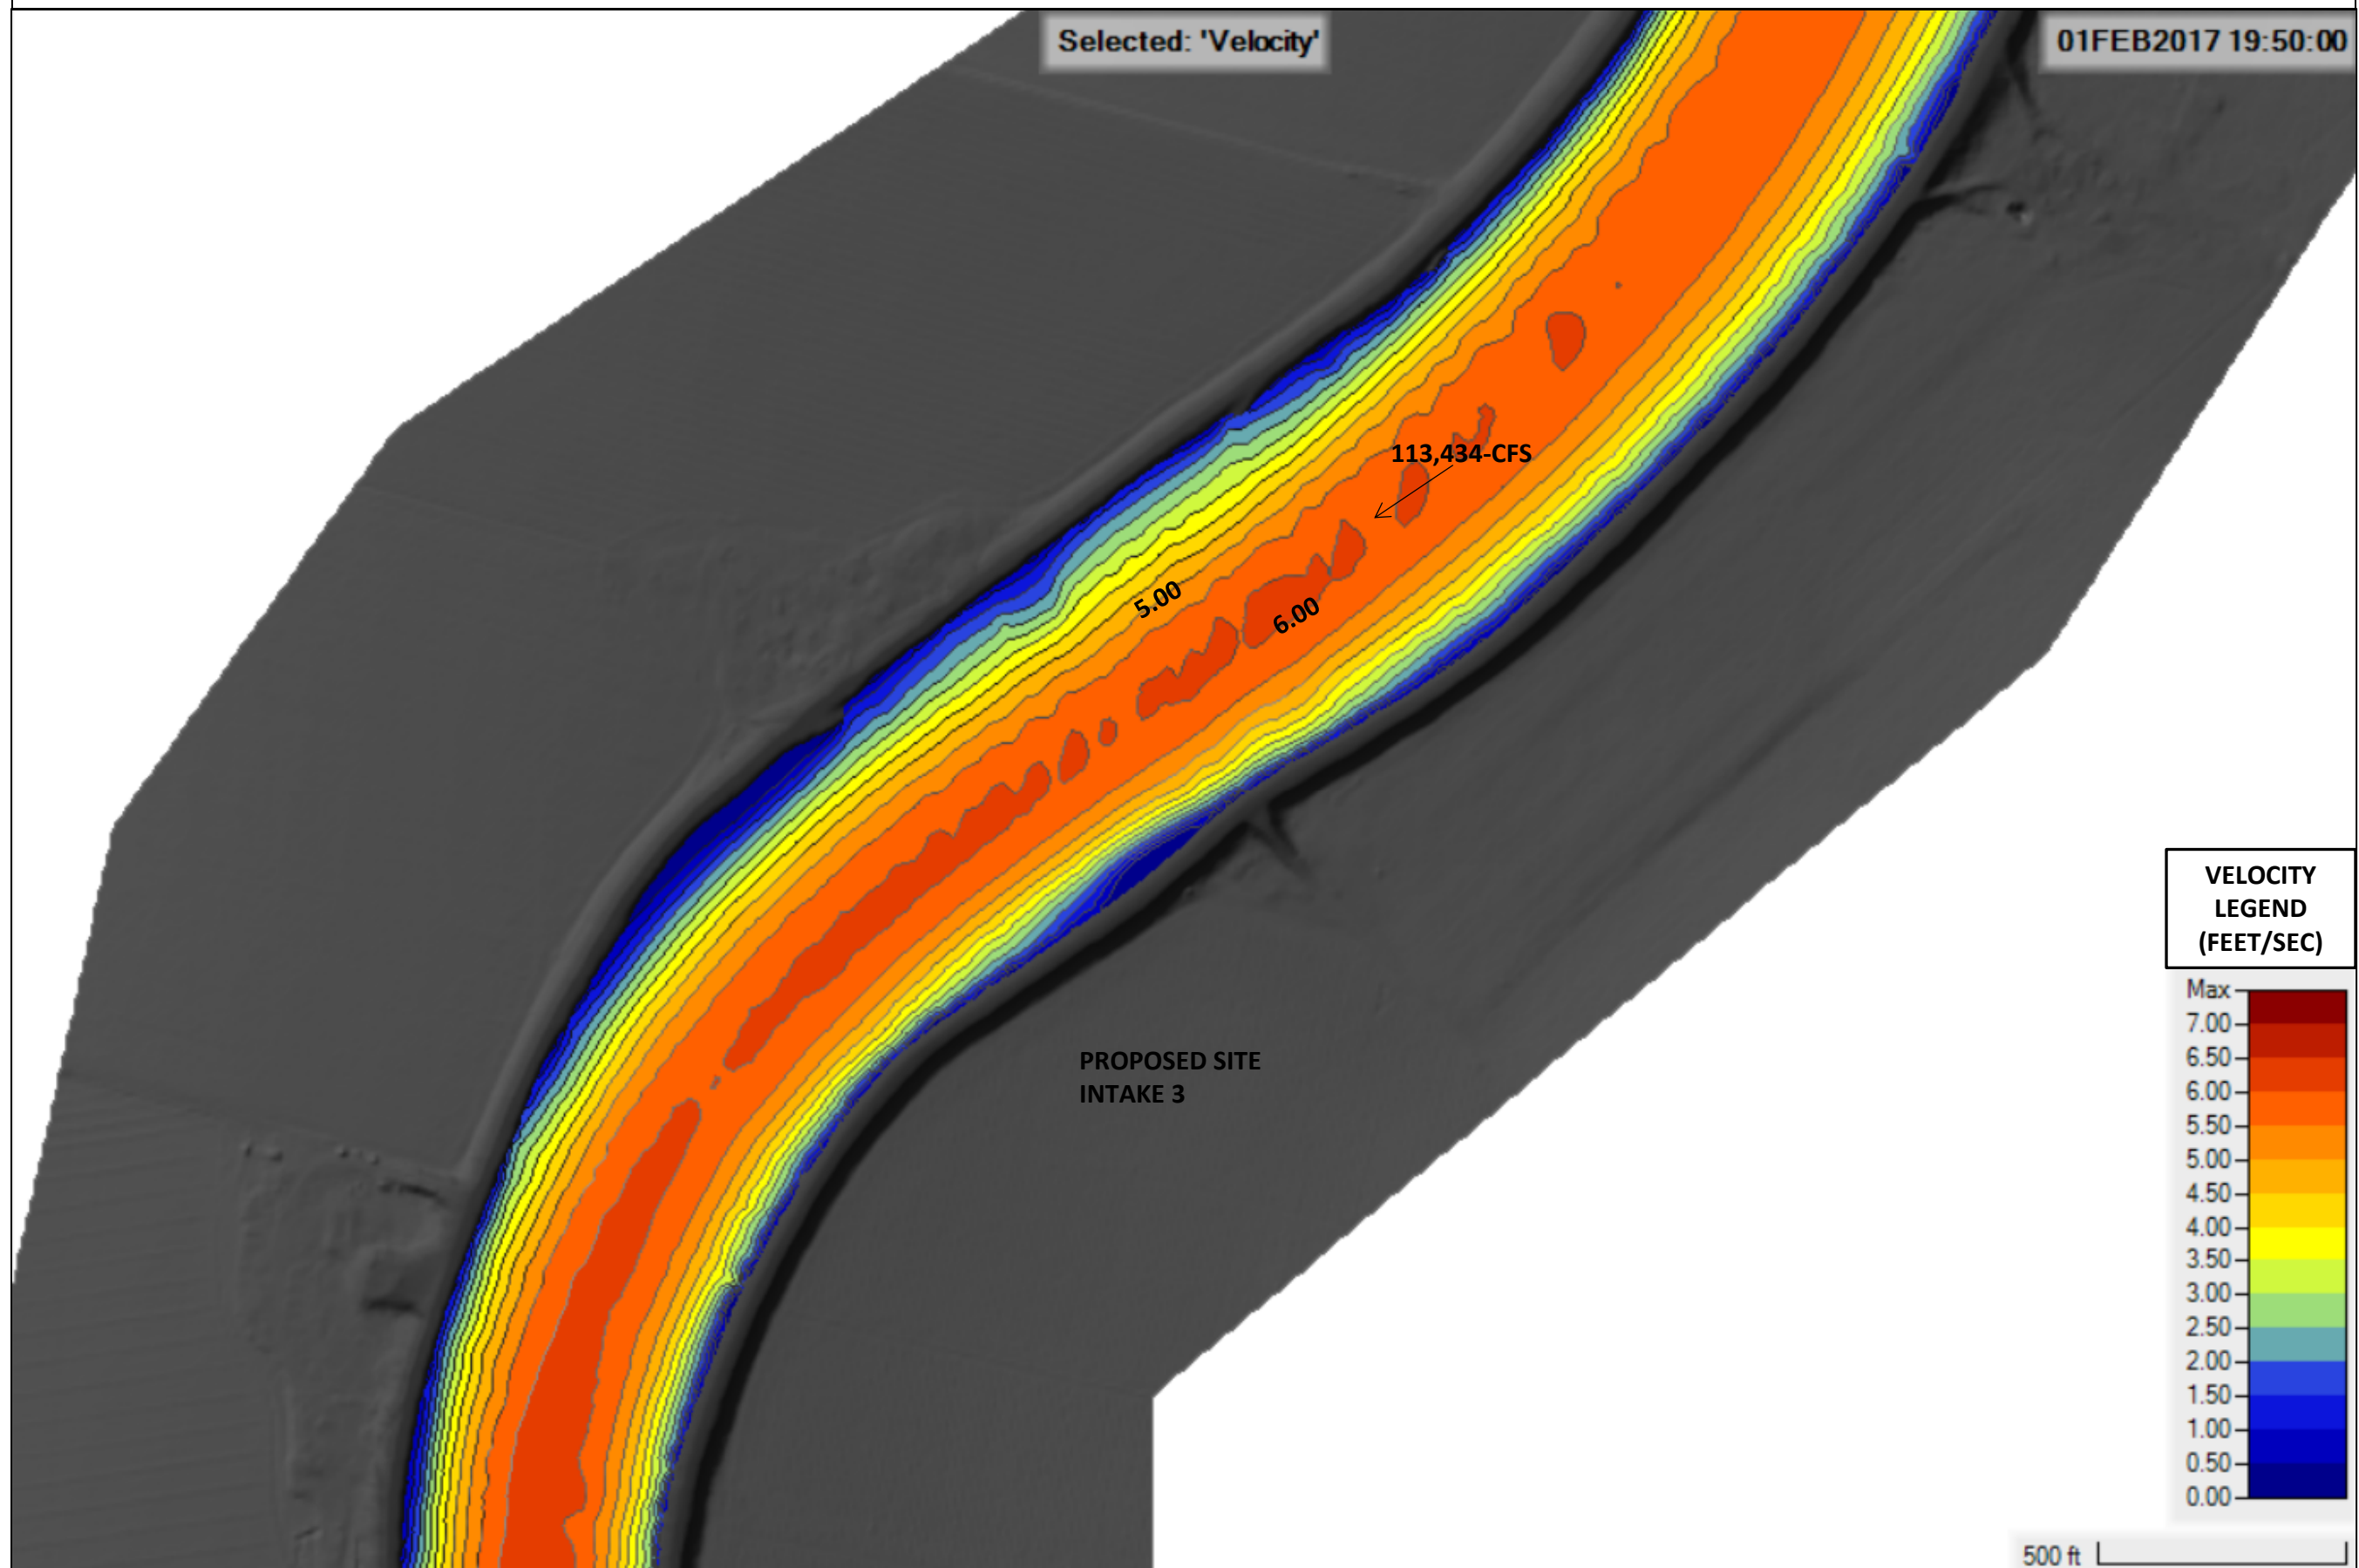 Selected: 'Velocity'
01FEB2017 19:50:00
113,434-CFS
5.00
6.00
PROPOSED SITE
INTAKE 3
VELOCITY
LEGEND
(FEET/SEC)
Max
7.00
6.50
6.00
5.50
5.00
4.50
4.00
3.50
3.00
2.50
2.00
1.50
1.00
0.50
0.00
500 ft